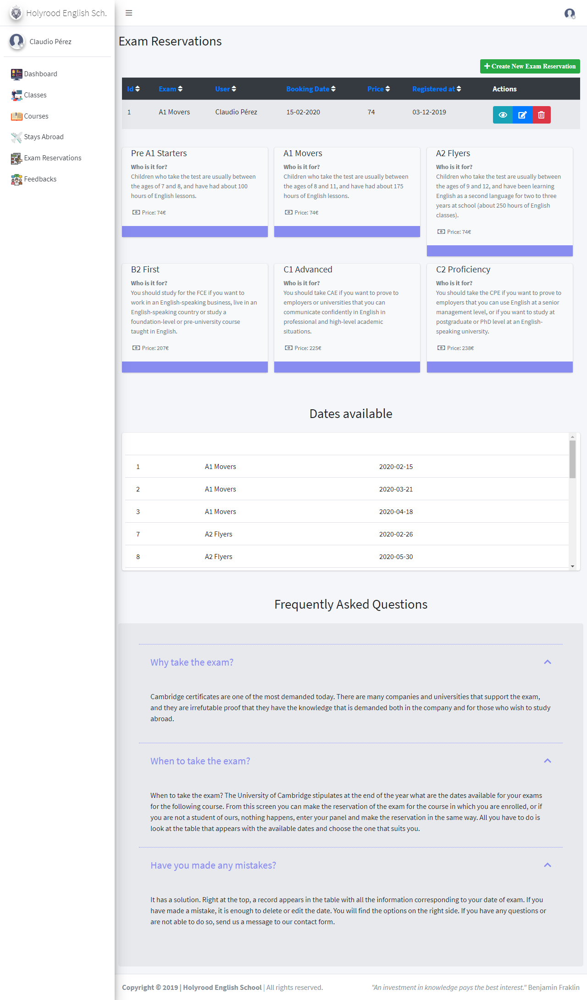 Holyrood English Sch.
Claudio Pérez
Dashboard
Classes
Courses
Stays Abroad
Exam Reservations
Feedbacks
Exam Reservations
Create New Exam Reservation
Id Exam User Booking Date Price Registered at Actions
1 A1 Movers Claudio Pérez 15-02-2020 74 03-12-2019
Pre A1 Starters
Who is it for?
Children who take the test are usually between
the ages of 7 and 8, and have had about 100
hours of English lessons.
Price: 74€
A1 Movers
Who is it for?
Children who take the test are usually between
the ages of 8 and 11, and have had about 175
hours of English lessons.
Price: 74€
A2 Flyers
Who is it for?
Children who take the test are usually between
the ages of 9 and 12, and have been learning
English as a second language for two to three
years at school (about 250 hours of English
classes).
Price: 74€
B2 First
Who is it for?
You should study for the FCE if you want to
work in an English-speaking business, live in an
English-speaking country or study a
foundation-level or pre-university course
taught in English.
Price: 207€
C1 Advanced
Who is it for?
You should take CAE if you want to prove to
employers or universities that you can
communicate confidently in English in
professional and high-level academic
situations.
Price: 225€
C2 Proficiency
Who is it for?
You should take the CPE if you want to prove to
employers that you can use English at a senior
management level, or if you want to study at
postgraduate or PhD level at an English-
speaking university.
Price: 238€
Dates available
1 A1 Movers 2020-02-15
2 A1 Movers 2020-03-21
3 A1 Movers 2020-04-18
7 A2 Flyers 2020-02-26
8 A2 Flyers 2020-05-30
Frequently Asked Questions
Why take the exam?
Cambridge certificates are one of the most demanded today. There are many companies and universities that support the exam,
and they are irrefutable proof that they have the knowledge that is demanded both in the company and for those who wish to study
abroad.
When to take the exam?
When to take the exam? The University of Cambridge stipulates at the end of the year what are the dates available for your exams
for the following course. From this screen you can make the reservation of the exam for the course in which you are enrolled, or if
you are not a student of ours, nothing happens, enter your panel and make the reservation in the same way. All you have to do is
look at the table that appears with the available dates and choose the one that suits you.
Have you made any mistakes?
It has a solution. Right at the top, a record appears in the table with all the information corresponding to your date of exam. If you
have made a mistake, it is enough to delete or edit the date. You will find the options on the right side. If you have any questions or
are not able to do so, send us a message to our contact form.
Copyright © 2019 | Holyrood English School | All rights reserved.
"An investment in knowledge pays the best interest." Benjamin Fraklin